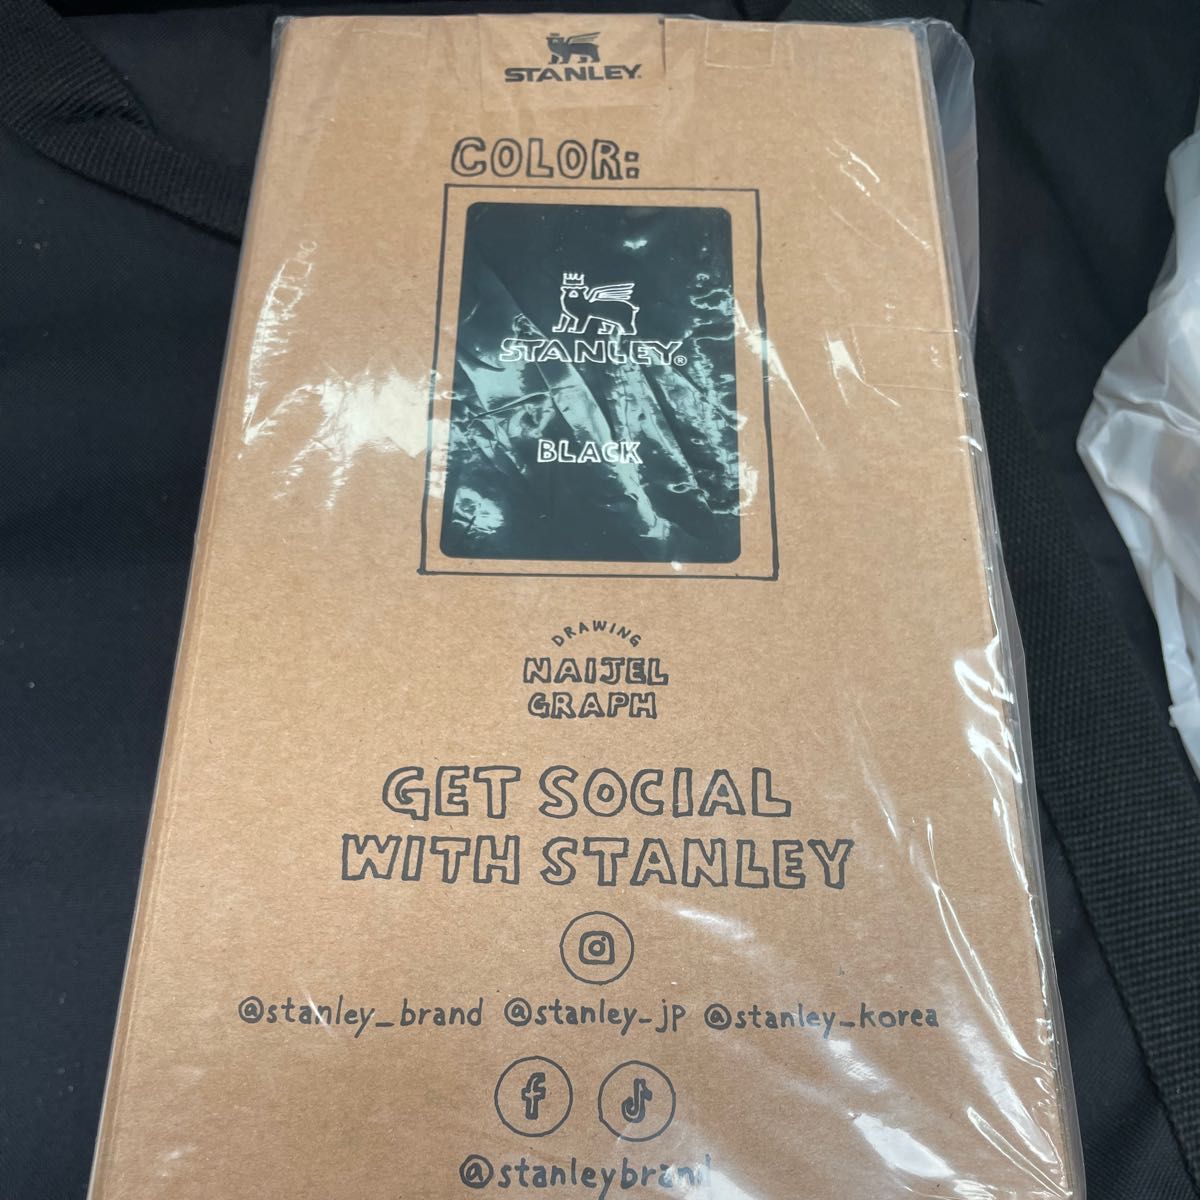 STANLEY
COLOR:
STANLEY®
BLACK
DRAWING
NAIJEL
GRAPH
GET SOCIAL
WITH STANLEY
@stanley_brand @stanley_jp @stanley_korea
@stanleybrand